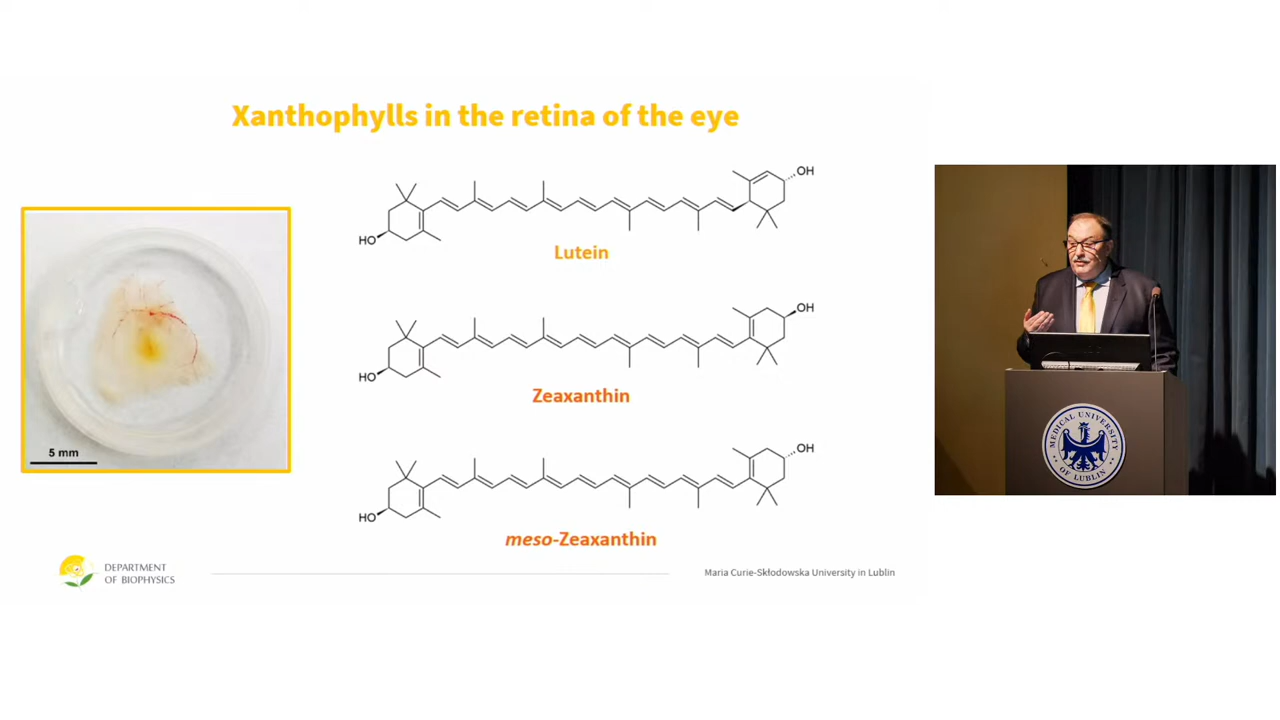 Xanthophylls in the retina of the eye
OH
HO
Lutein
OH
HO
Zeaxanthin
OH
HO
meso-Zeaxanthin
5 mm
DEPARTMENT
OF BIOPHYSICS
Maria Curie-Skłodowska University in Lublin
MEDICAL UNIVERSITY
OF LUBLIN